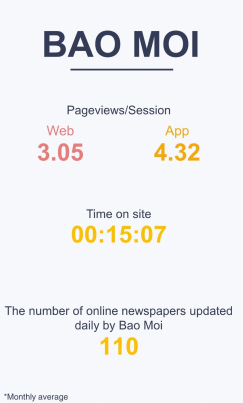 BAO MOI
Pageviews/Session
Web App
3.05 4.32
Time on site
00:15:07
The number of online newspapers updated
daily by Bao Moi
110
*Monthly average